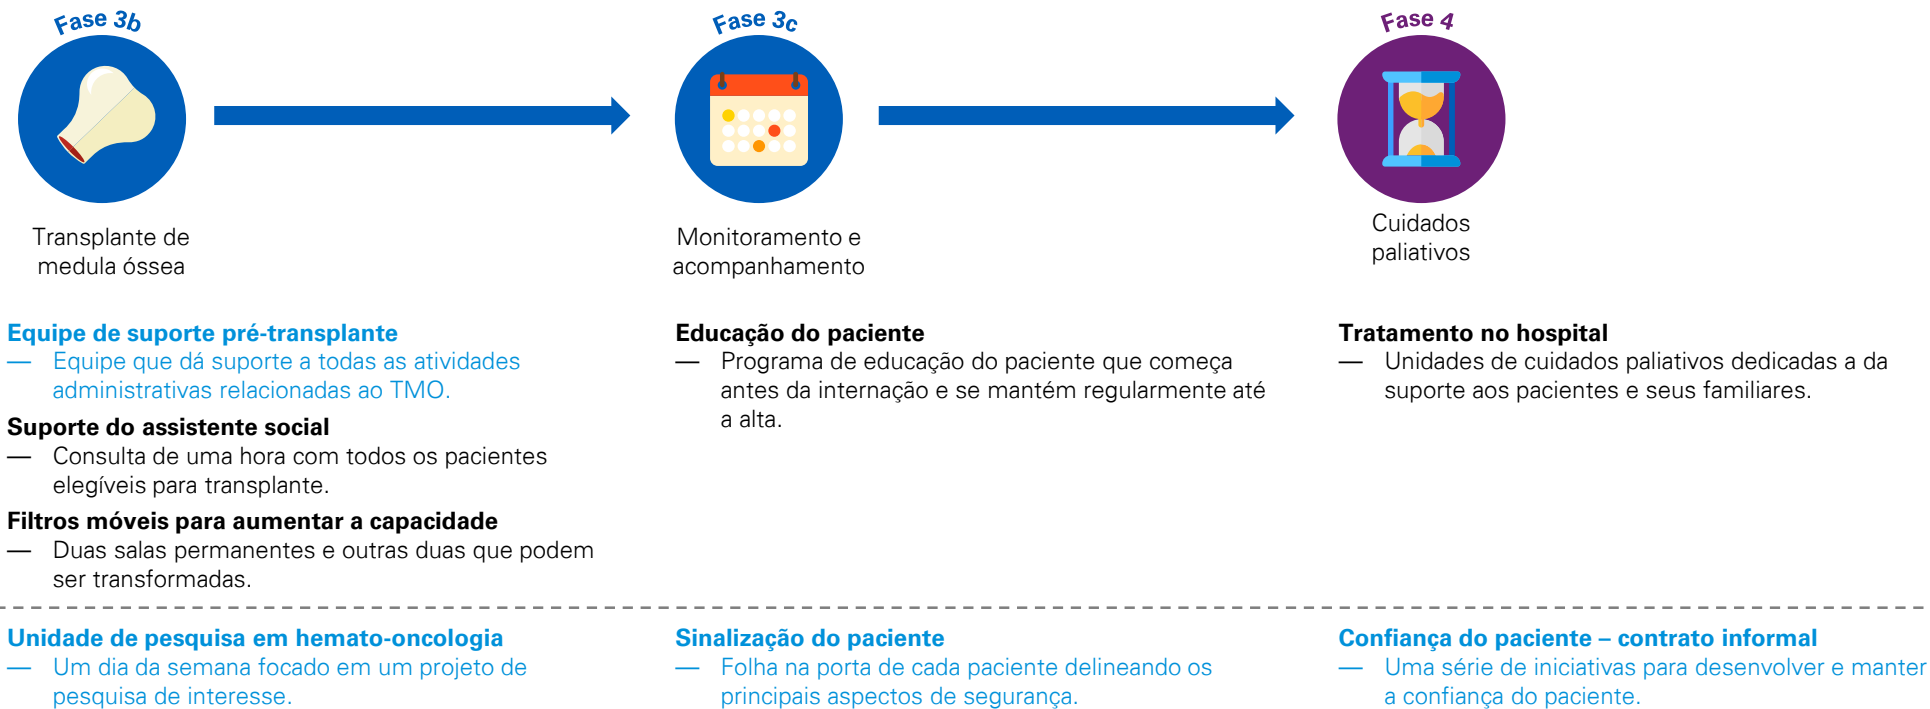 Fase 3b
Transplante de
medula óssea
Equipe de suporte pré-transplante
— Equipe que dá suporte a todas as atividades
administrativas relacionadas ao TMO.
Suporte do assistente social
— Consulta de uma hora com todos os pacientes
elegíveis para transplante.
Filtros móveis para aumentar a capacidade
— Duas salas permanentes e outras duas que podem
ser transformadas.
Fase 3c
Monitoramento e
acompanhamento
Educação do paciente
— Programa de educação do paciente que começa
antes da internação e se mantém regularmente até
a alta.
Fase 4
Cuidados
paliativos
Tratamento no hospital
— Unidades de cuidados paliativos dedicadas a da
suporte aos pacientes e seus familiares.
Unidade de pesquisa em hemato-oncologia
— Um dia da semana focado em um projeto de
pesquisa de interesse.
Sinalização do paciente
— Folha na porta de cada paciente delineando os
principais aspectos de segurança.
Confiança do paciente – contrato informal
— Uma série de iniciativas para desenvolver e manter
a confiança do paciente.